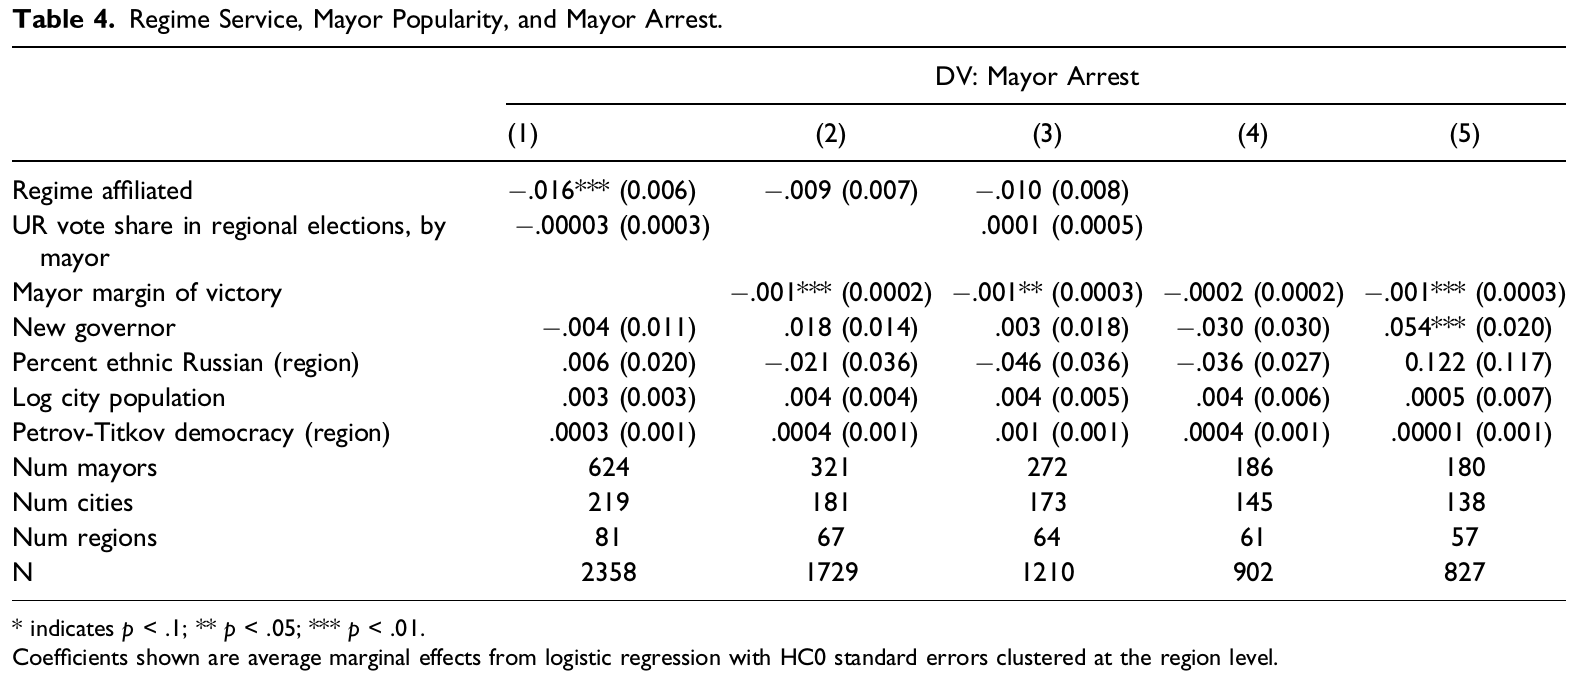 Table 4. Regime Service, Mayor Popularity, and Mayor Arrest.
DV: Mayor Arrest
(1) (2) (3) (4) (5)
Regime affiliated −.016*** (0.006) −.009 (0.007) −.010 (0.008)
UR vote share in regional elections, by −.00003 (0.0003) .0001 (0.0005)
mayor
Mayor margin of victory −.001*** (0.0002) −.001** (0.0003) −.0002 (0.0002) −.001*** (0.0003)
New governor −.004 (0.011) .018 (0.014) .003 (0.018) −.030 (0.030) .054*** (0.020)
Percent ethnic Russian (region) .006 (0.020) −.021 (0.036) −.046 (0.036) −.036 (0.027) 0.122 (0.117)
Log city population .003 (0.003) .004 (0.004) .004 (0.005) .004 (0.006) .0005 (0.007)
Petrov-Titkov democracy (region) .0003 (0.001) .0004 (0.001) .001 (0.001) .0004 (0.001) .00001 (0.001)
Num mayors 624 321 272 186 180
Num cities 219 181 173 145 138
Num regions 81 67 64 61 57
N 2358 1729 1210 902 827
* indicates p < .1; ** p < .05; *** p < .01.
Coefficients shown are average marginal effects from logistic regression with HC0 standard errors clustered at the region level.